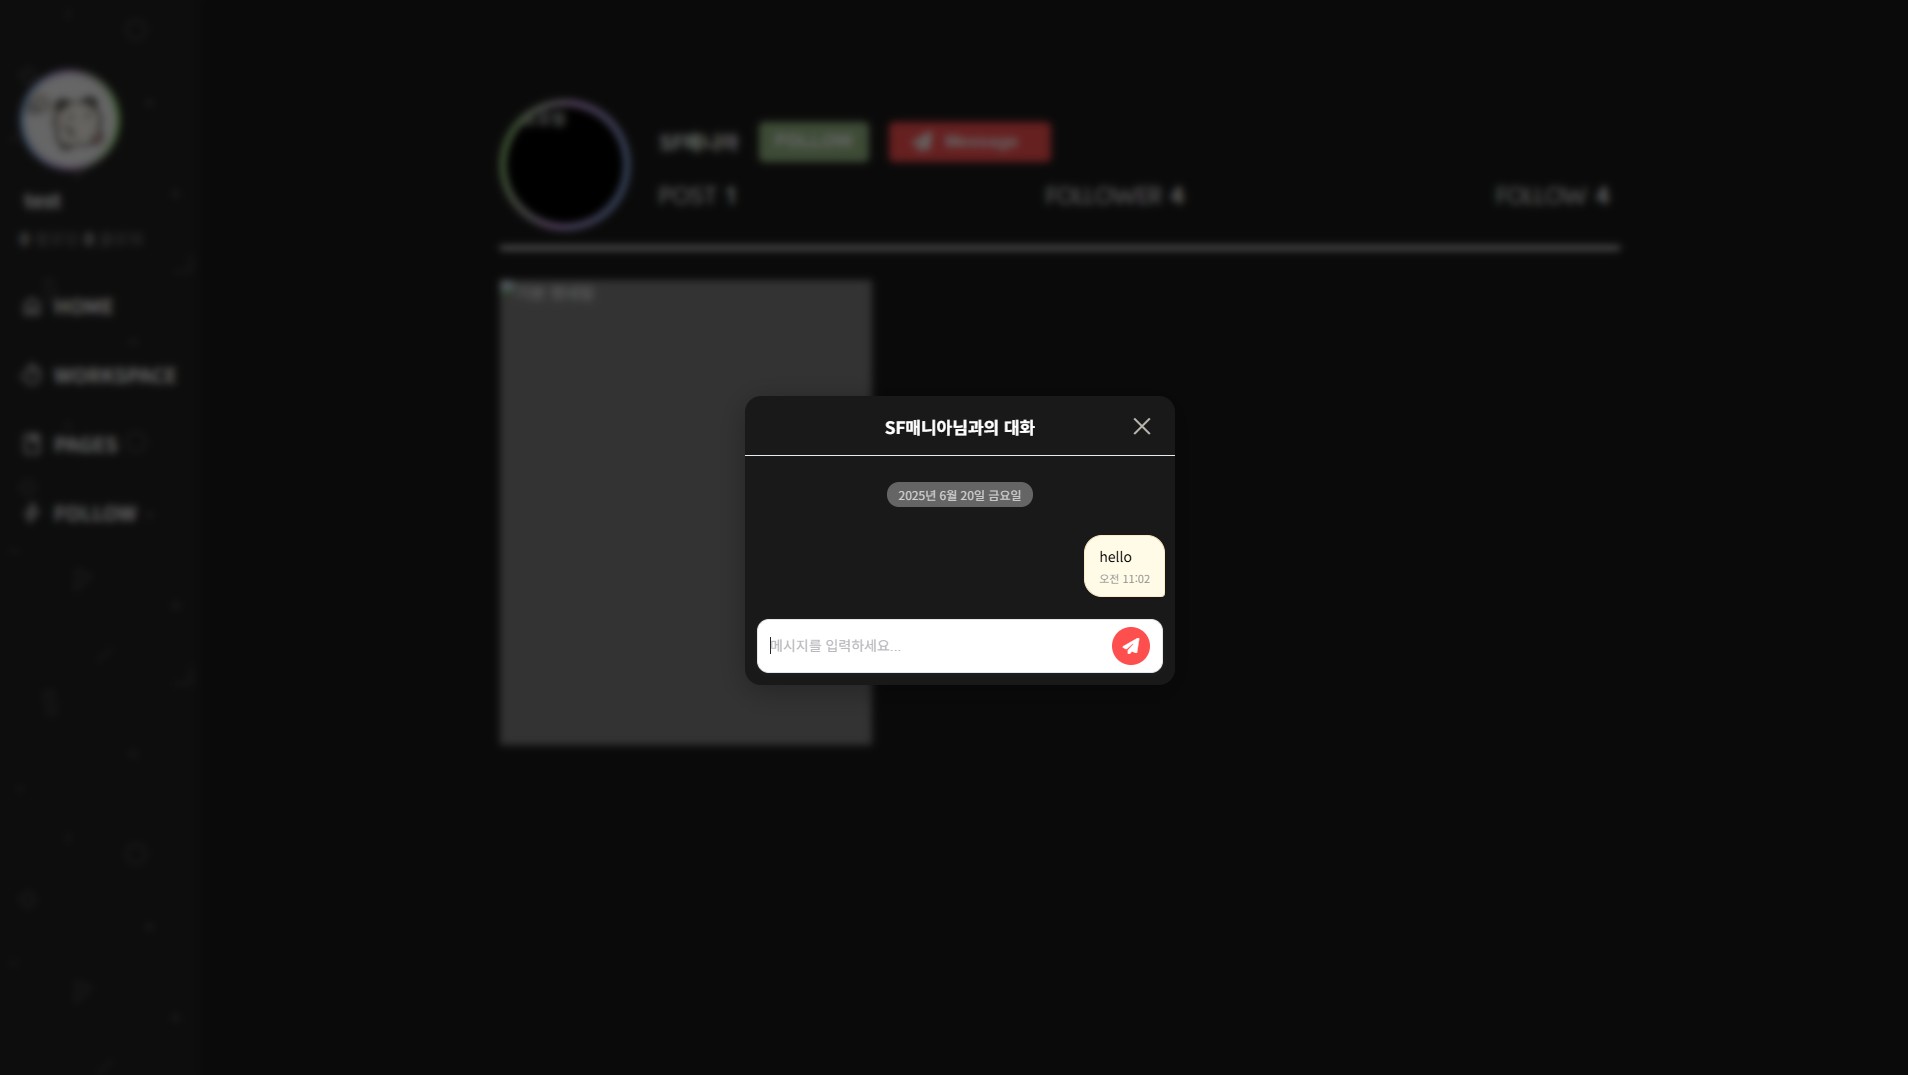 test
HOME
WORKSPACE
PAGES
FOLLOW
SF매니아
FOLLOW
Message
POST 1
FOLLOWER 4
FOLLOW 4
SF매니아님과의 대화
2025년 6월 20일 금요일
hello
오전 11:02
메시지를 입력하세요...